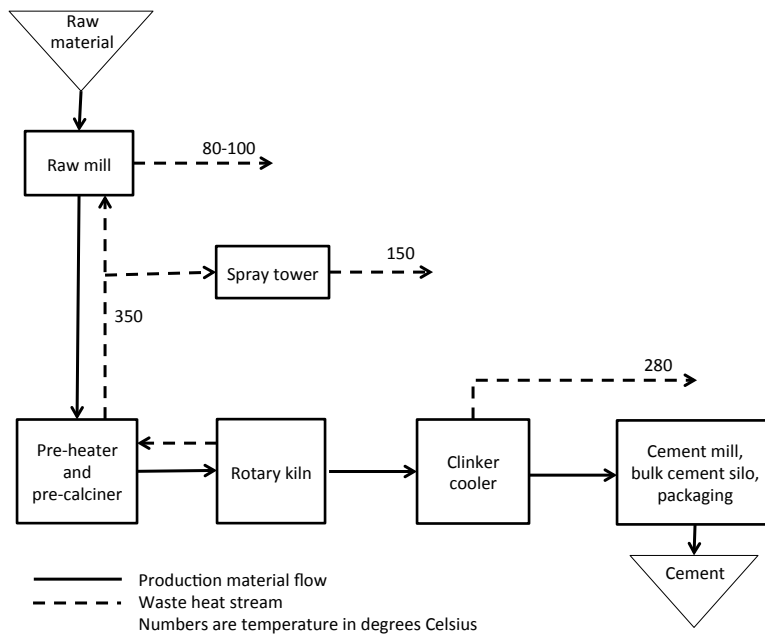 Raw
material
Raw mill
80-100
Spray tower
150
350
280
Pre-heater
and
pre-calciner
Rotary kiln
Clinker
cooler
Cement mill,
bulk cement silo,
packaging
Cement
Production material flow
Waste heat stream
Numbers are temperature in degrees Celsius